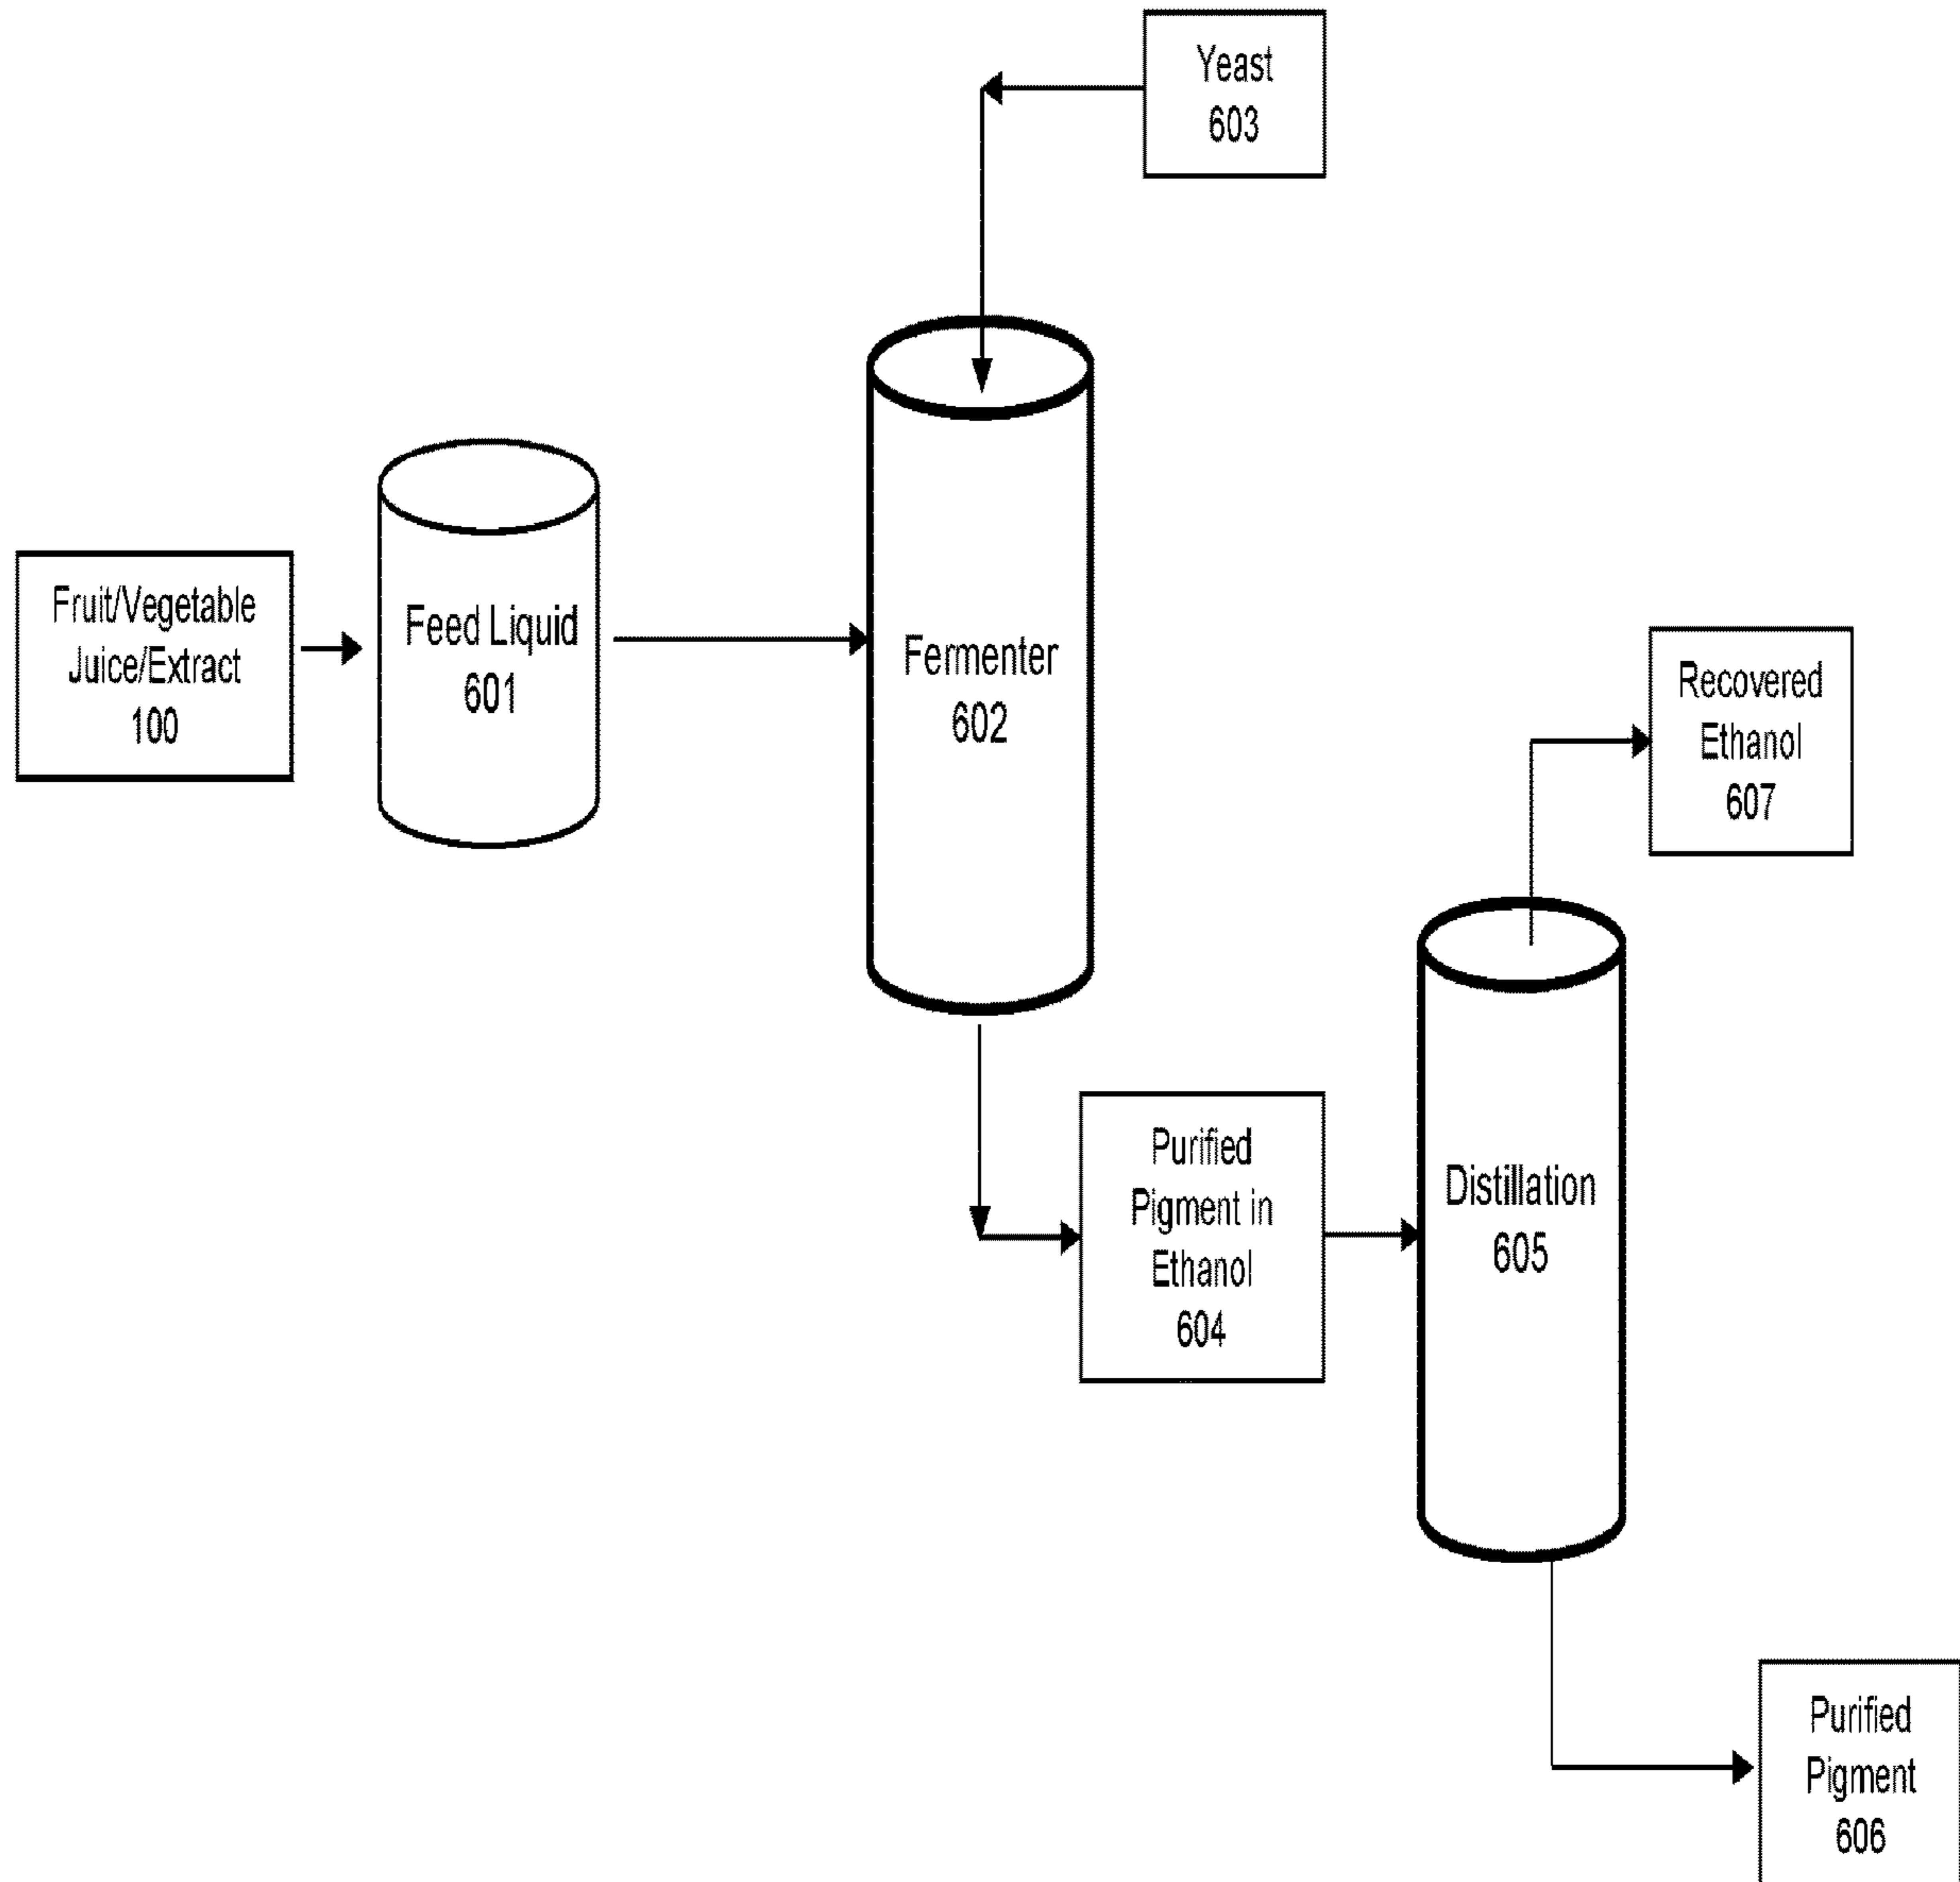 Yeast
603
Fruit/Vegetable
Juice/Extract
100
Feed Liquid
601
Fermenter
602
Recovered
Ethanol
607
Purified
Pigment in
Ethanol
604
Distillation
605
Purified
Pigment
606